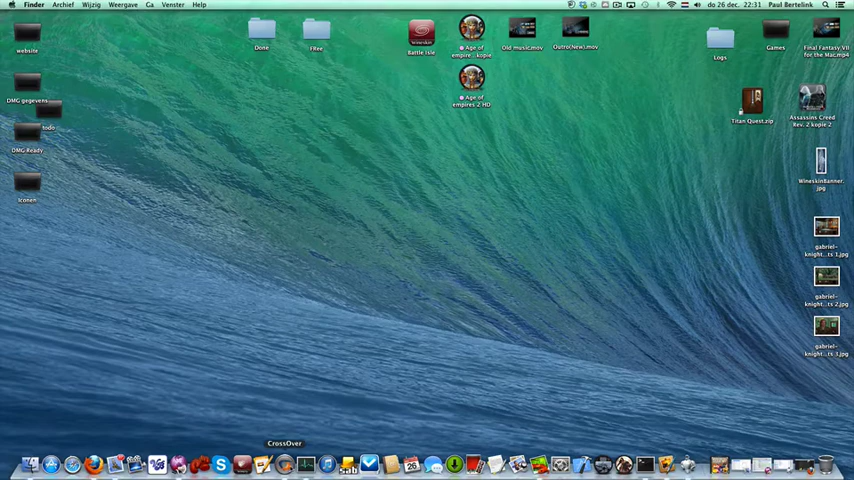 Finder Archief Wijzig Weergave Ga Venster Help
do 26 dec. 22:31 Paul Bertelink
website
DMG gegevens
todo
DMG-Ready
Iconen
Done
FRee
Battle Isle
Age of
empire... kopie
Age of
empires 2 HD
Old music.mov
Outro(New).mov
Logs
Games
Final Fantasy VII
for the Mac.mp4
Titan Quest.zip
Assassins Creed
Rev. 2 kopie 2
WineskinBanner.
jpg
gabriel-
knight...ts 1.jpg
gabriel-
knight...ts 2.jpg
gabriel-
knight...ts 3.jpg
CrossOver
26